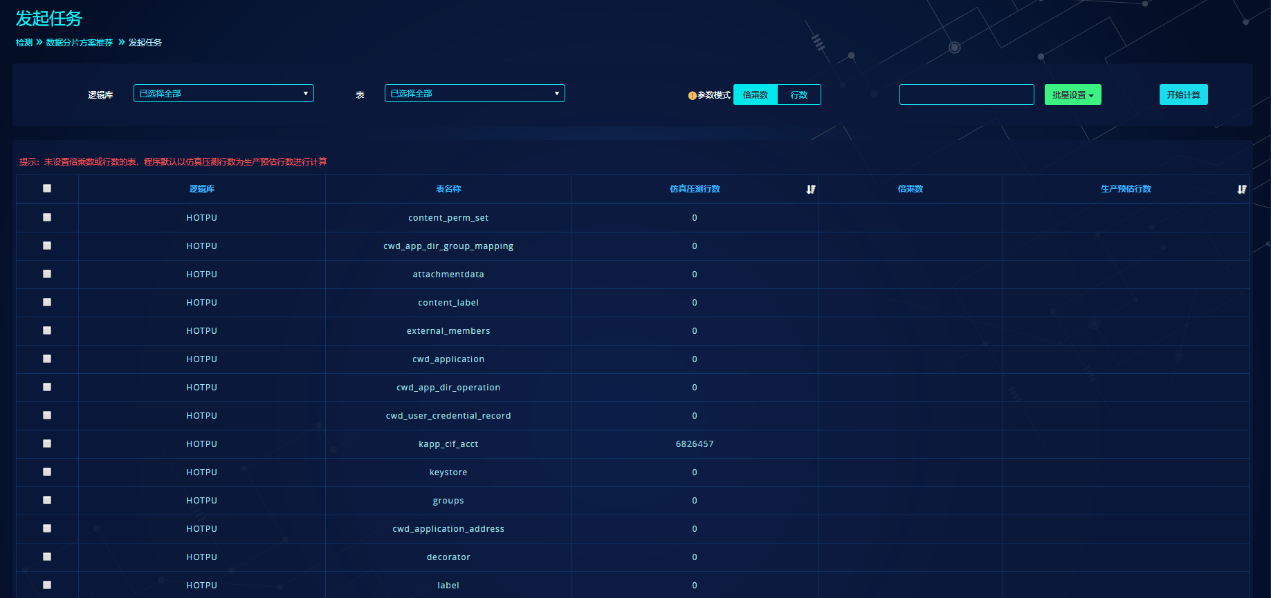 发起任务
检测 » 数据分片方案推荐 » 发起任务
逻辑库 已选择全部 表 已选择全部 参数模式 倍乘数 行数 批量设置 开始计算
提示：未设置倍乘数或行数的表，程序默认以仿真压测行数为生产预估行数进行计算
逻辑库 表名称 仿真压测行数 倍乘数 生产预估行数
HOTPU content_perm_set 0
HOTPU cwd_app_dir_group_mapping 0
HOTPU attachmentdata 0
HOTPU content_label 0
HOTPU external_members 0
HOTPU cwd_application 0
HOTPU cwd_app_dir_operation 0
HOTPU cwd_user_credential_record 0
HOTPU kapp_cif_acct 6826457
HOTPU keystore 0
HOTPU groups 0
HOTPU cwd_application_address 0
HOTPU decorator 0
HOTPU label 0